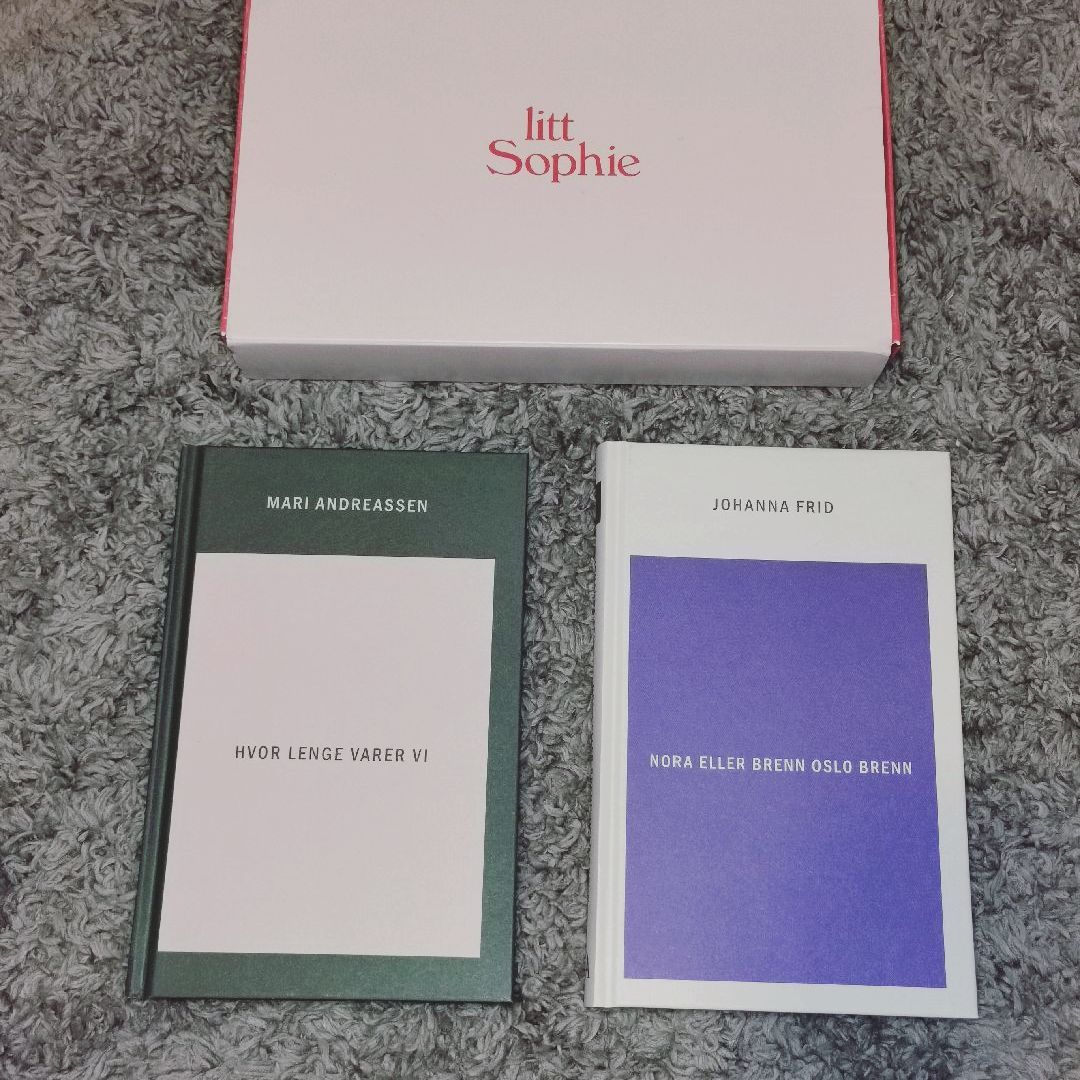 litt
Sophie
MARI ANDREASSEN
HVOR LENGE VARER VI
JOHANNA FRID
NORA ELLER BRENN OSLO BRENN